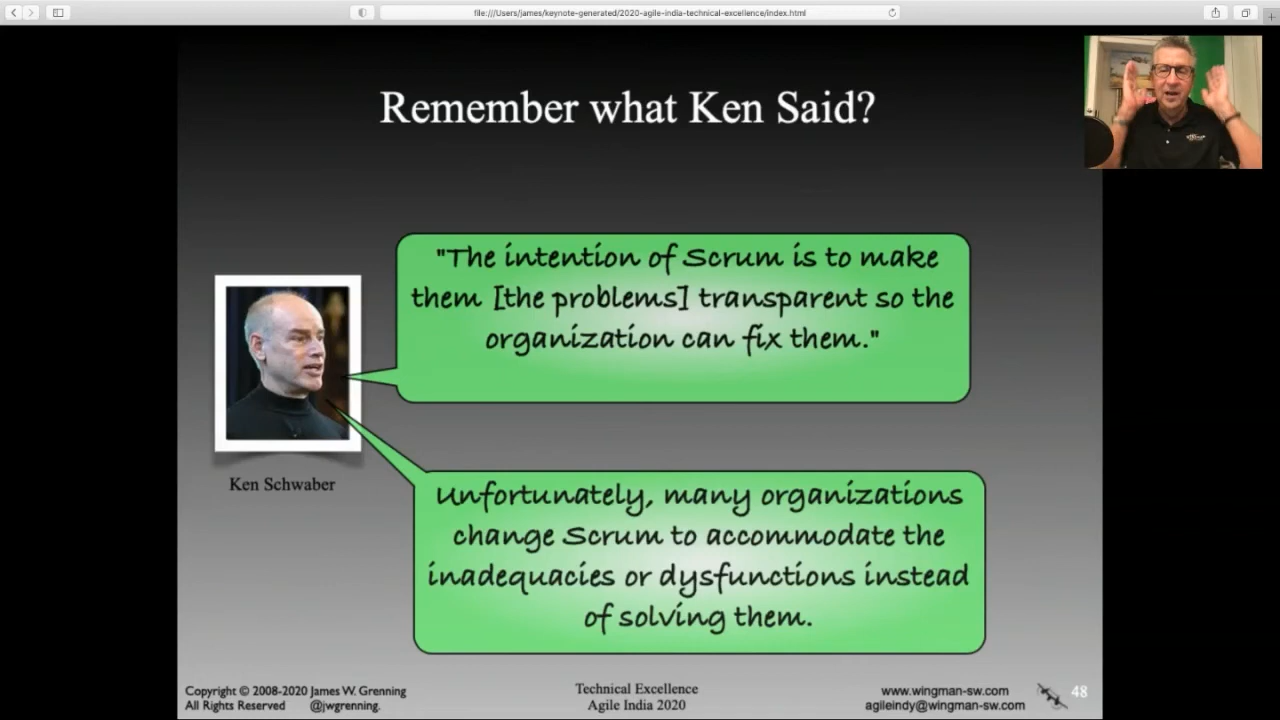 file:///Users/james/keynote-generated/2020-agile-india-technical-excellence/index.html
Remember what Ken Said?
"The intention of Scrum is to make
them [the problems] transparent so the
organization can fix them."
Ken Schwaber
Unfortunately, many organizations
change Scrum to accommodate the
inadequacies or dysfunctions instead
of solving them.
Copyright © 2008-2020 James W. Grenning
All Rights Reserved @jwgrenning.
Technical Excellence
Agile India 2020
www.wingman-sw.com
agileindy@wingman-sw.com
48